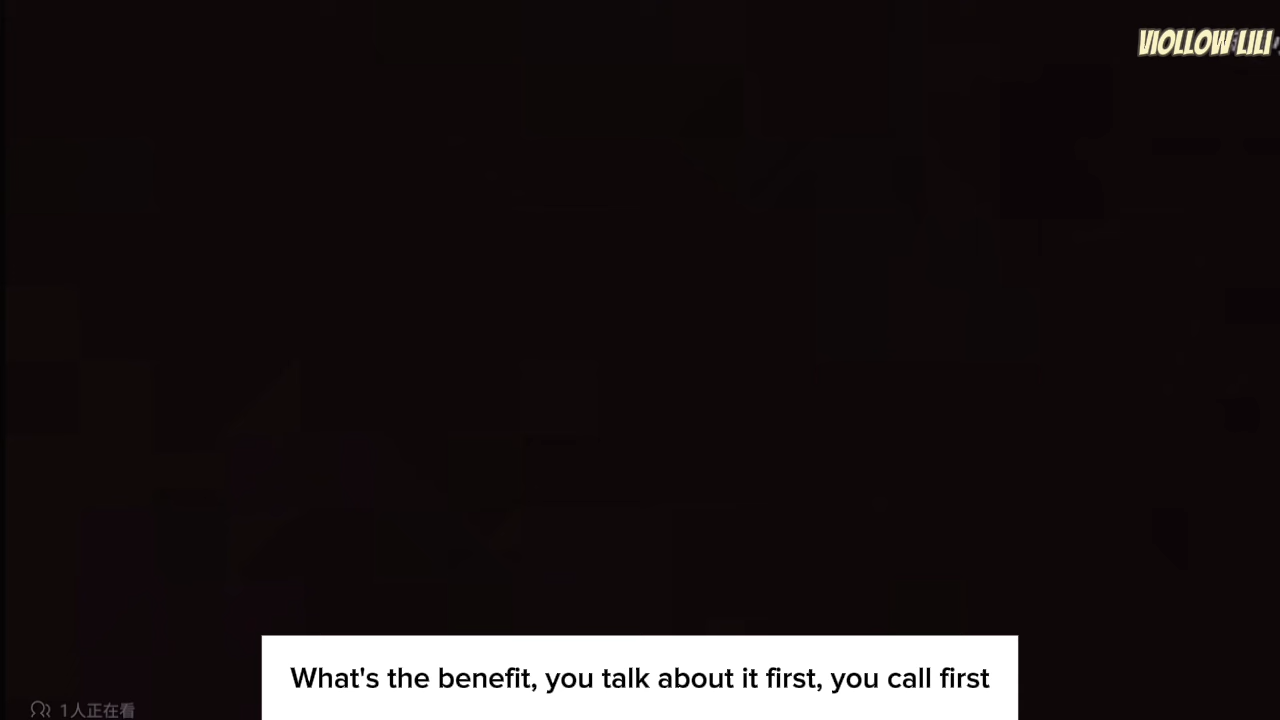 VIOLLOW LILI
What's the benefit, you talk about it first, you call first
1人正在看